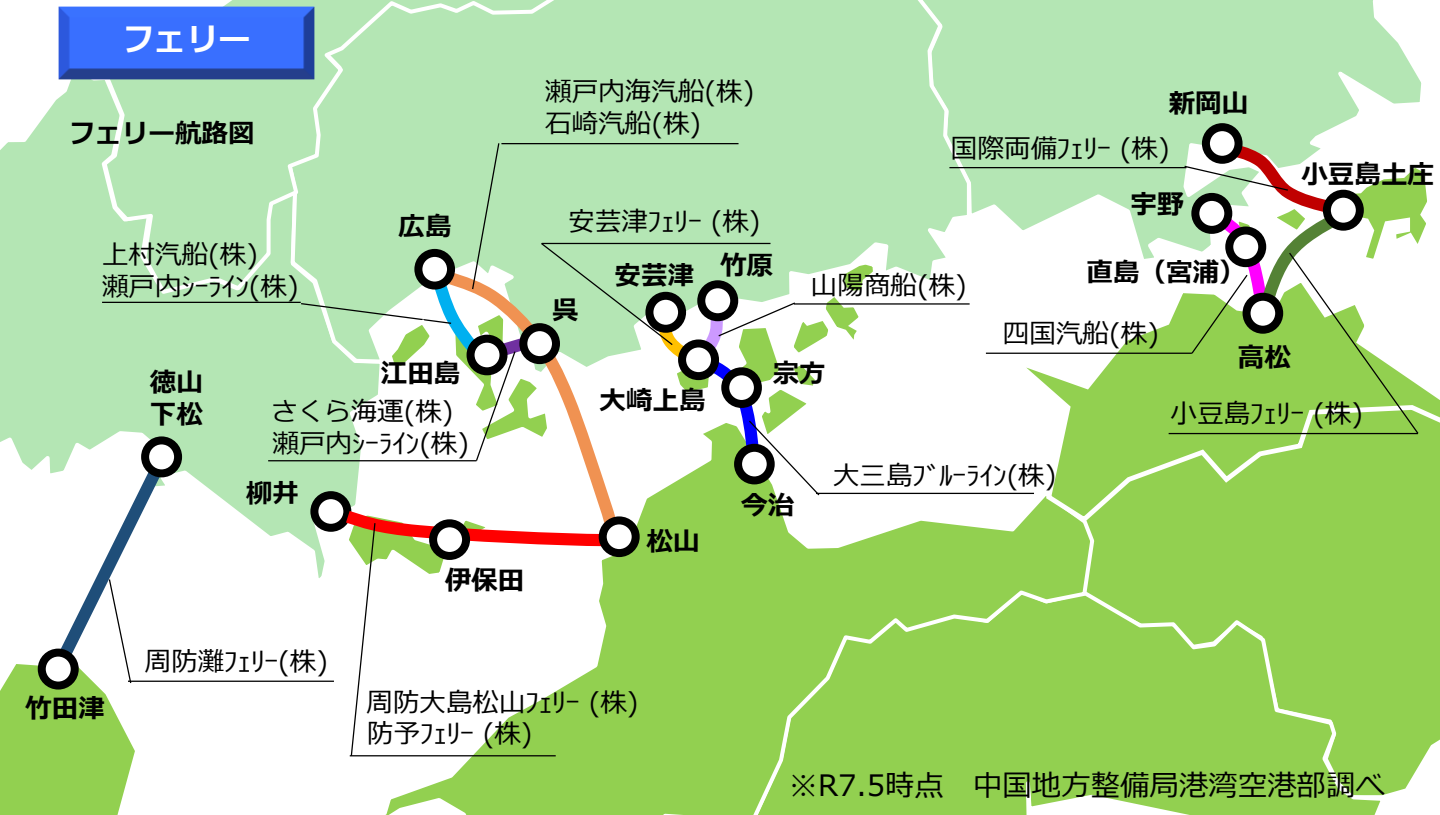 フェリー
フェリー航路図
瀬戸内海汽船(株)
石崎汽船(株)
新岡山
国際両備ﾌｪﾘｰ (株)
小豆島土庄
宇野
広島
安芸津ﾌｪﾘｰ (株)
上村汽船(株)
瀬戸内ｼｰﾗｲﾝ(株)
安芸津
竹原
直島（宮浦）
山陽商船(株)
呉
四国汽船(株)
高松
江田島
宗方
徳山
下松
大崎上島
さくら海運(株)
瀬戸内ｼｰﾗｲﾝ(株)
小豆島ﾌｪﾘｰ (株)
大三島ﾌﾞﾙｰﾗｲﾝ(株)
柳井
今治
松山
伊保田
周防灘ﾌｪﾘｰ(株)
竹田津
周防大島松山ﾌｪﾘｰ (株)
防予ﾌｪﾘｰ (株)
※R7.5時点　中国地方整備局港湾空港部調べ